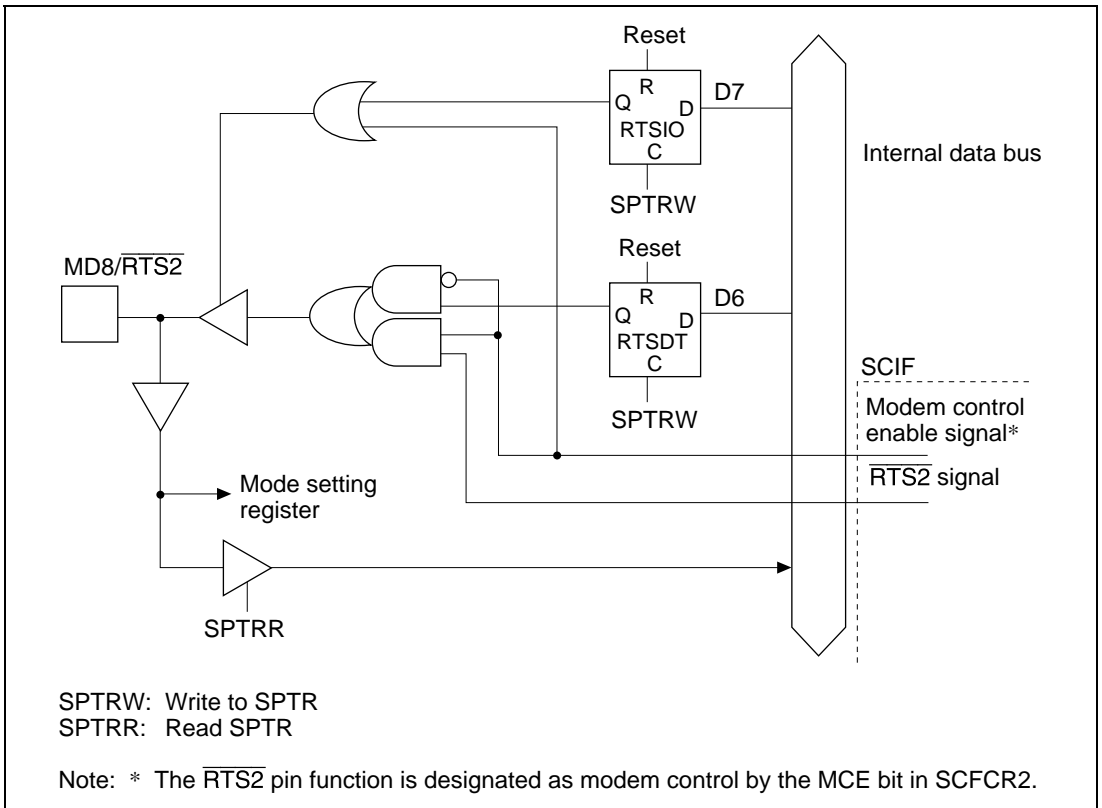 Reset
R
Q
D
D7
RTSIO
C
SPTRW
Internal data bus
MD8/RTS2
Reset
R
Q
D
D6
RTSDT
C
SPTRW
SCIF
Modem control
enable signal*
RTS2 signal
Mode setting
register
SPTRR
SPTRW: Write to SPTR
SPTRR: Read SPTR
Note: * The RTS2 pin function is designated as modem control by the MCE bit in SCFCR2.